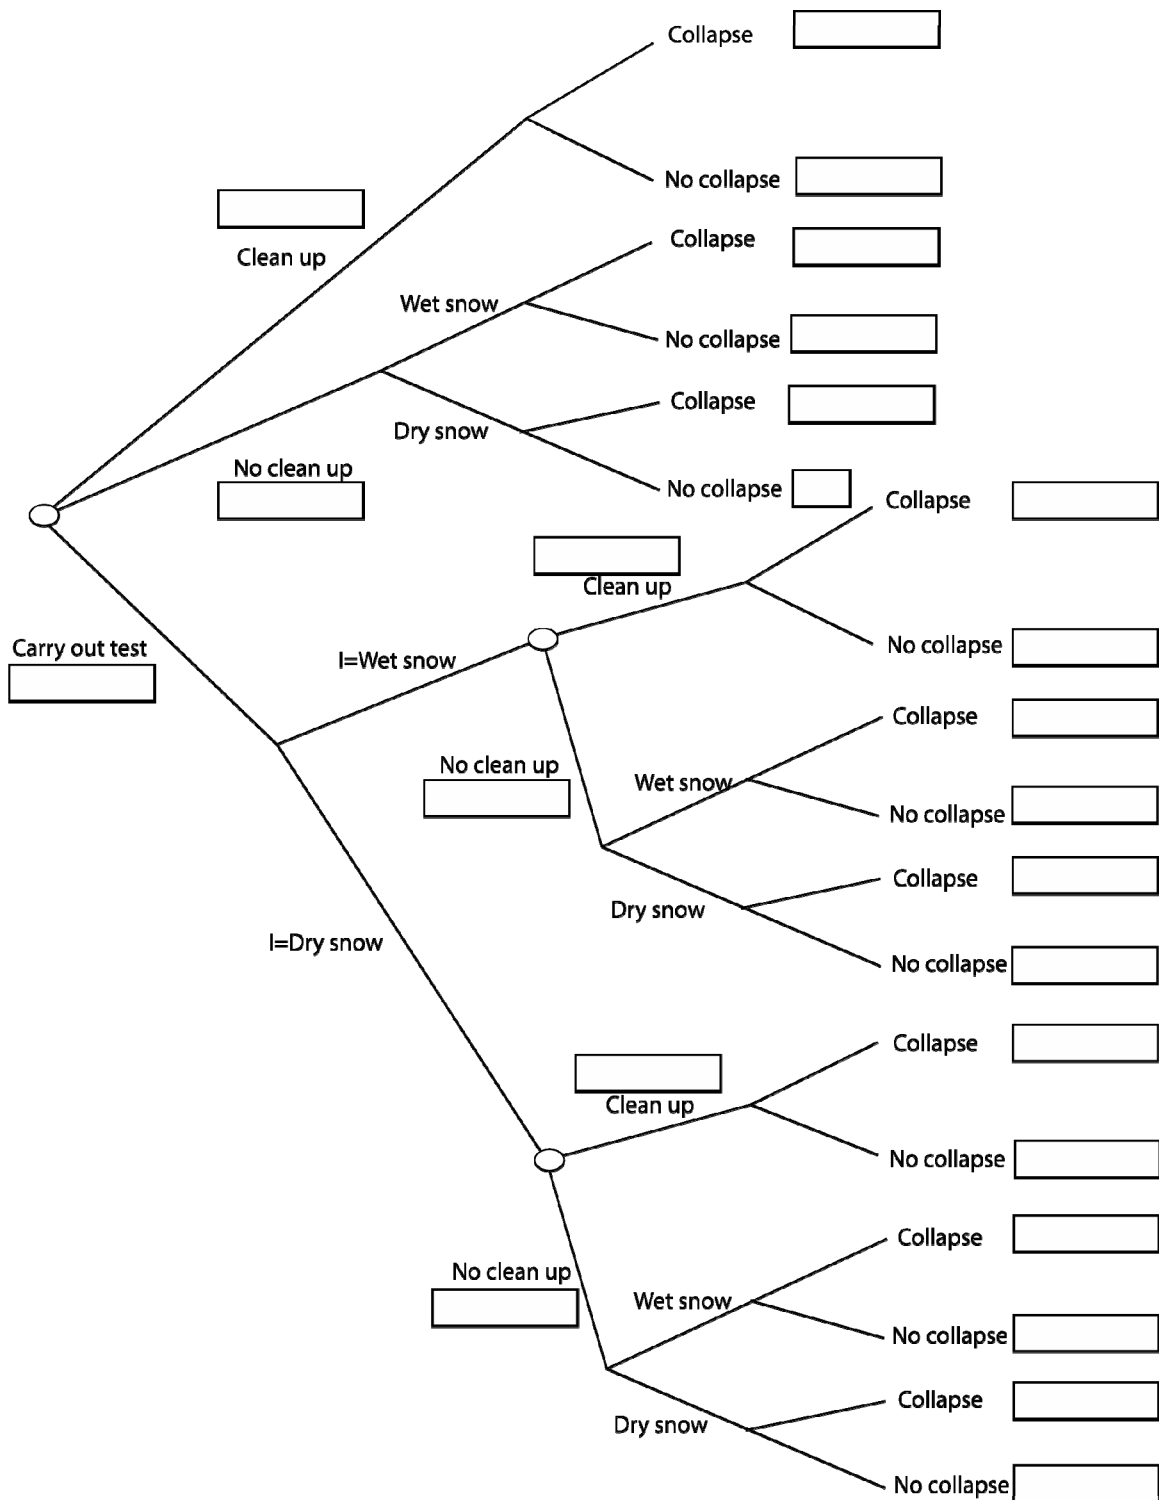 Collapse
No collapse
Clean up
Collapse
Wet snow
No collapse
Collapse
Dry snow
No clean up
No collapse
Collapse
Clean up
Carry out test
I=Wet snow
No collapse
Collapse
No clean up
Wet snow
No collapse
Collapse
Dry snow
I=Dry snow
No collapse
Collapse
Clean up
No collapse
Collapse
No clean up
Wet snow
No collapse
Collapse
Dry snow
No collapse